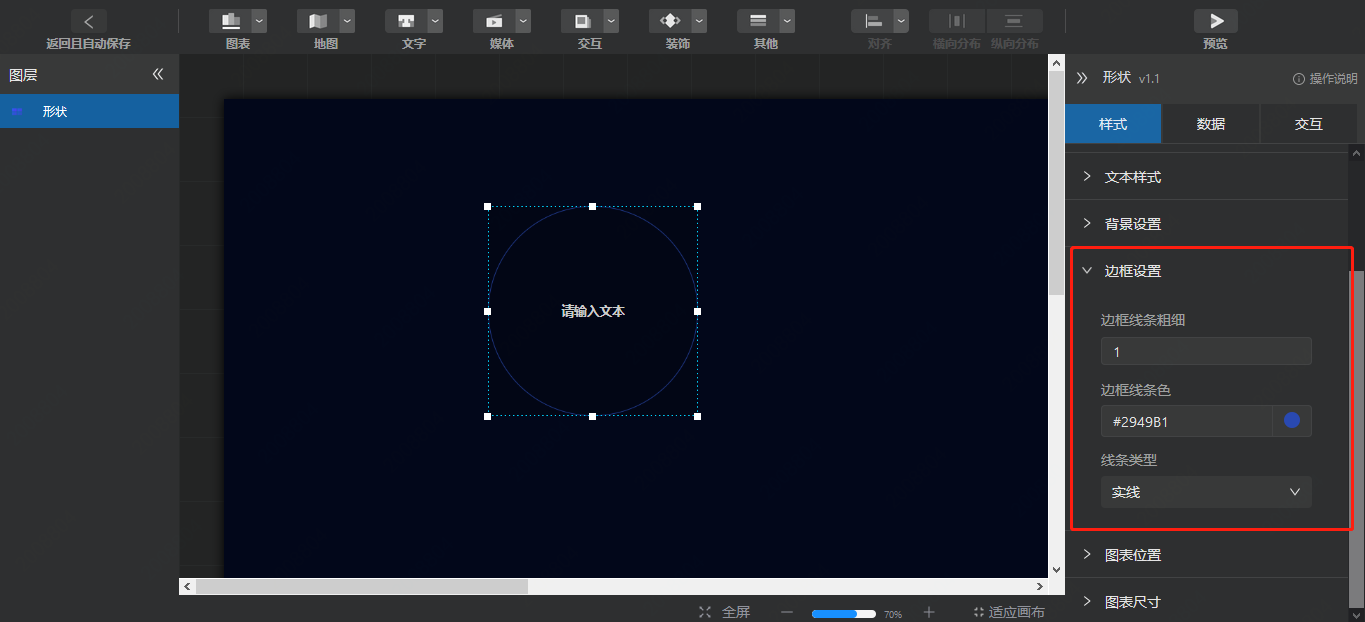 返回且自动保存
图表
地图
文字
媒体
交互
装饰
其他
对齐
横向分布
纵向分布
预览
图层
形状
请输入文本
形状 v1.1
操作说明
样式
数据
交互
文本样式
背景设置
边框设置
边框线条粗细
1
边框线条色
#2949B1
线条类型
实线
图表位置
图表尺寸
全屏
70%
适应画布